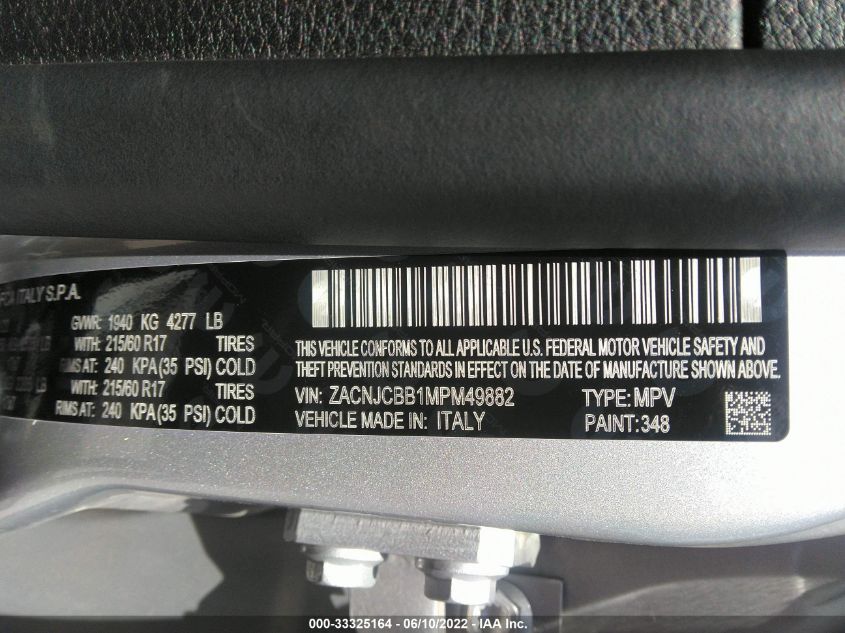 FCA ITALY S.P.A.
GVWR: 1940 KG 4277 LB
WITH: 215/60 R17 TIRES
RIMS AT: 240 KPA (35 PSI) COLD
WITH: 215/60 R17 TIRES
RIMS AT: 240 KPA (35 PSI) COLD
THIS VEHICLE CONFORMS TO ALL APPLICABLE U.S. FEDERAL MOTOR VEHICLE SAFETY AND
THEFT PREVENTION STANDARDS IN EFFECT ON THE DATE OF MANUFACTURE SHOWN ABOVE.
VIN: ZACNJCBB1MPM49882 TYPE: MPV
VEHICLE MADE IN: ITALY PAINT:348
000-33325164 - 06/10/2022 - IAA Inc.